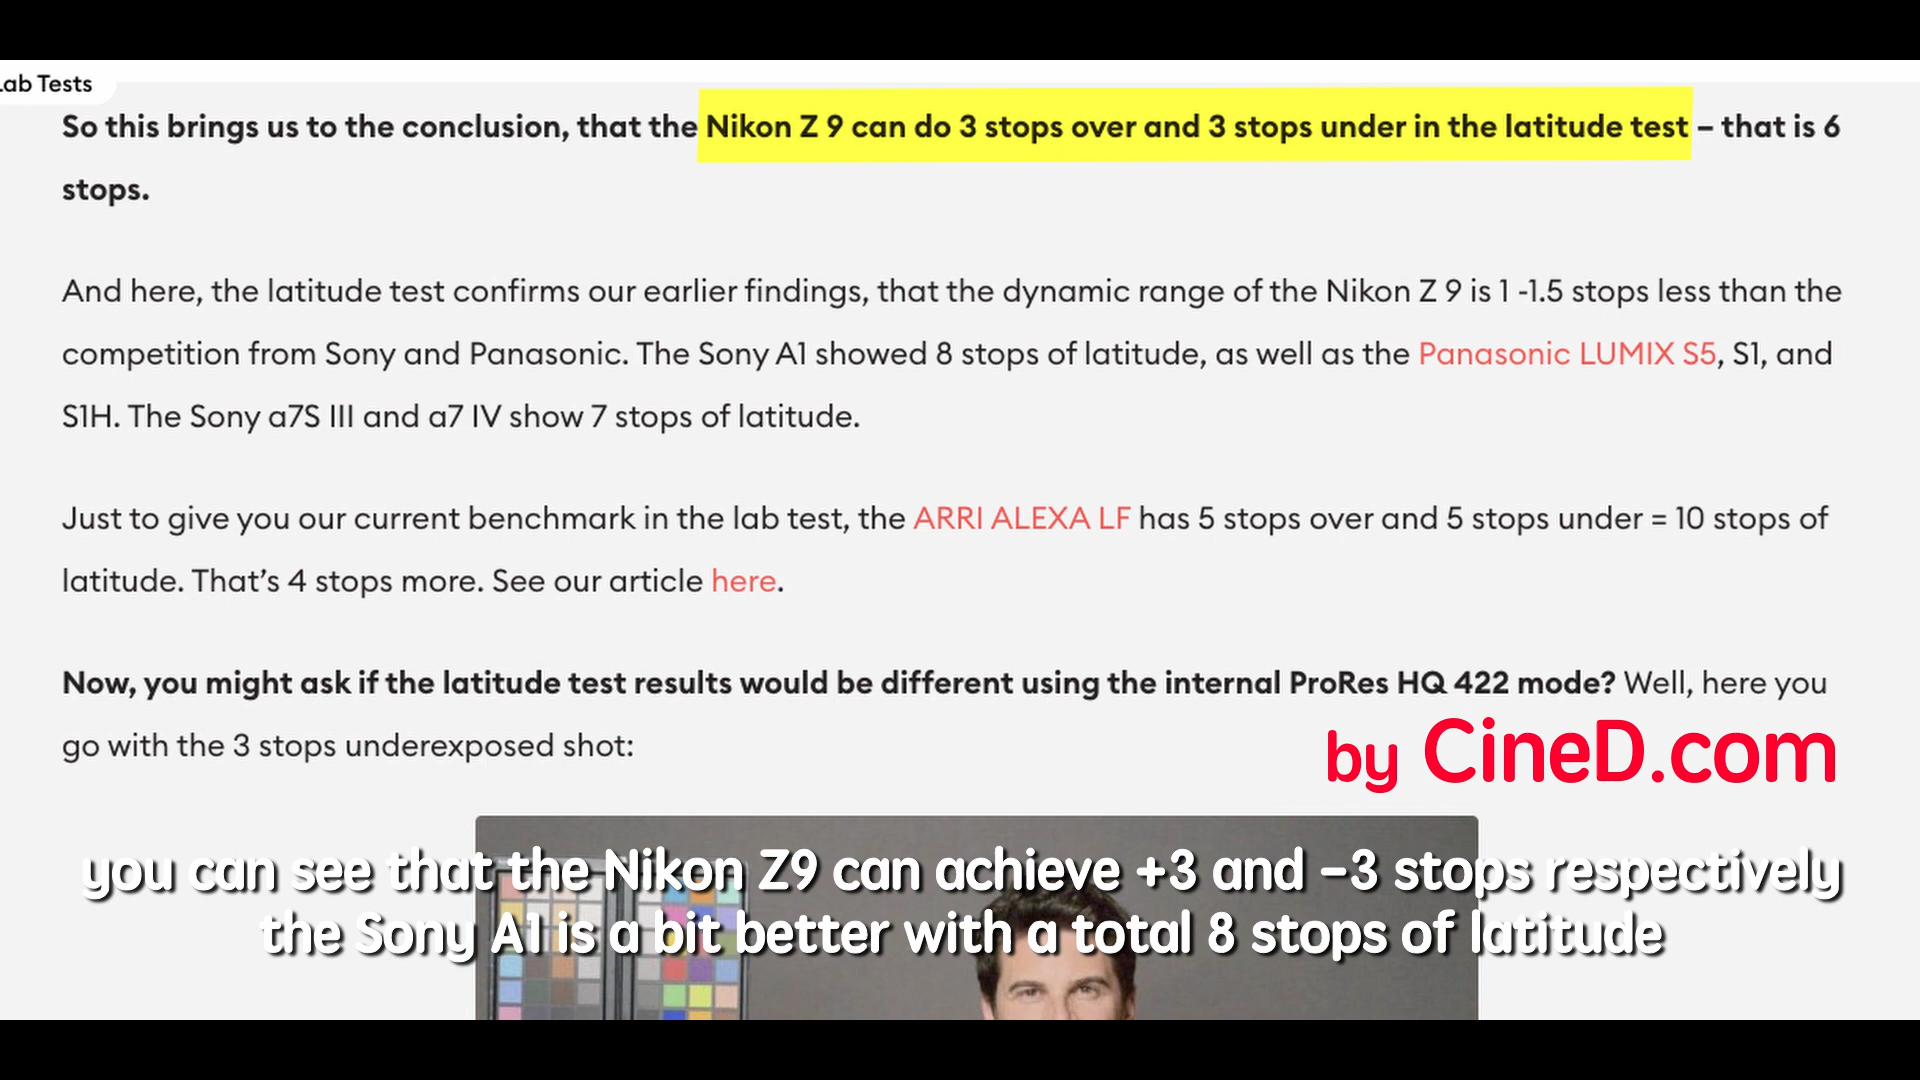 Lab Tests
So this brings us to the conclusion, that the Nikon Z 9 can do 3 stops over and 3 stops under in the latitude test – that is 6
stops.
And here, the latitude test confirms our earlier findings, that the dynamic range of the Nikon Z 9 is 1 -1.5 stops less than the
competition from Sony and Panasonic. The Sony A1 showed 8 stops of latitude, as well as the Panasonic LUMIX S5, S1, and
S1H. The Sony a7S III and a7 IV show 7 stops of latitude.
Just to give you our current benchmark in the lab test, the ARRI ALEXA LF has 5 stops over and 5 stops under = 10 stops of
latitude. That’s 4 stops more. See our article here.
Now, you might ask if the latitude test results would be different using the internal ProRes HQ 422 mode? Well, here you
go with the 3 stops underexposed shot:
by CineD.com
you can see that the Nikon Z9 can achieve +3 and –3 stops respectively
the Sony A1 is a bit better with a total 8 stops of latitude